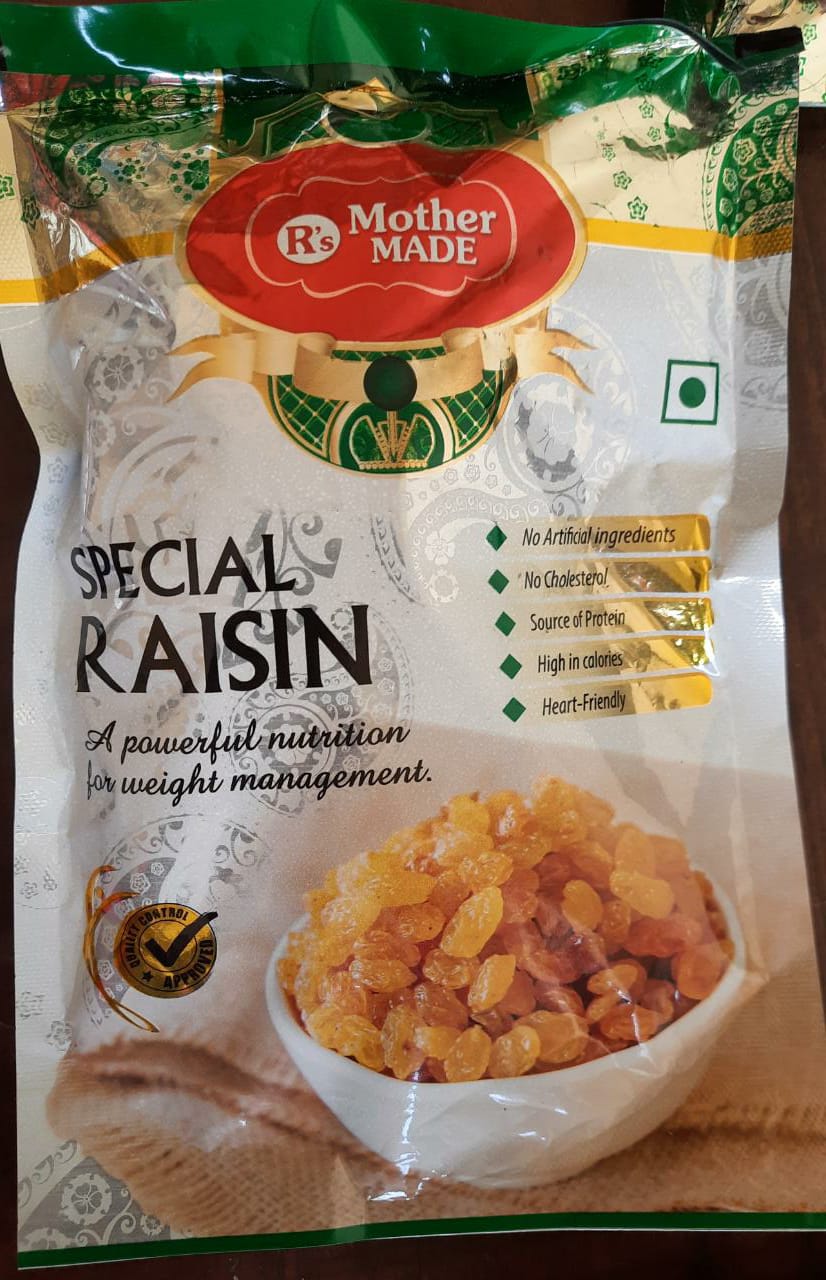 R's Mother
MADE
SPECIAL
RAISIN
A powerful nutrition
for weight management.
No Artificial ingredients
No Cholesterol
Source of Protein
High in calories
Heart-Friendly
QUALITY CONTROL
APPROVED